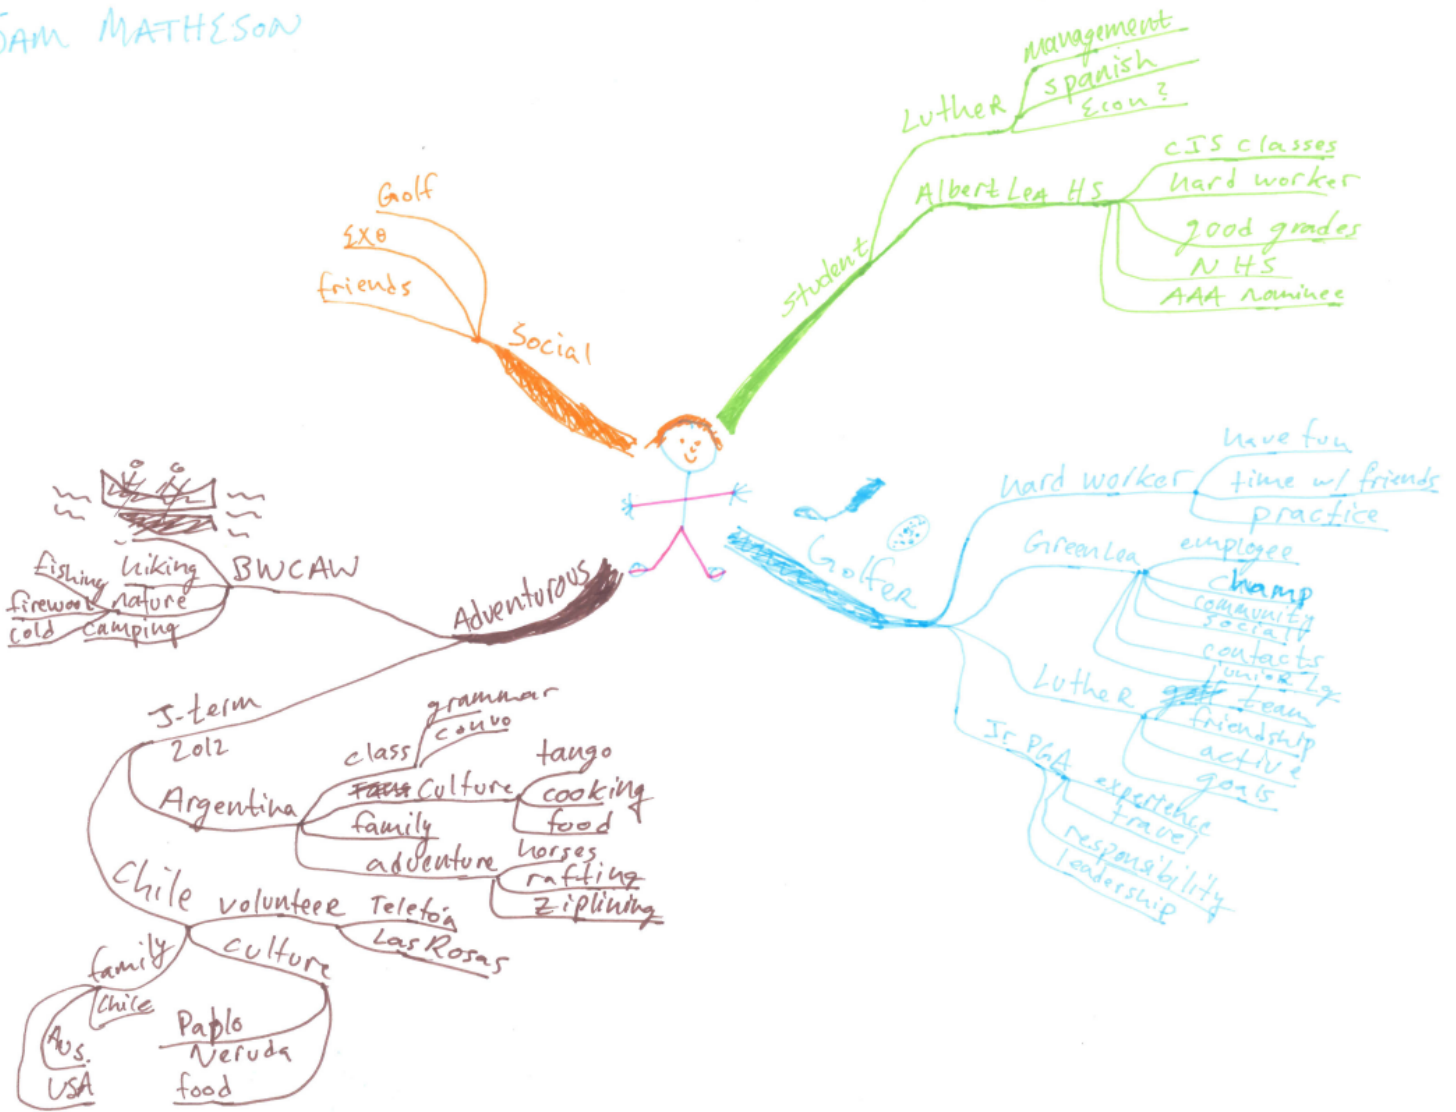 SAM MATHESON
Student
Luther
management
spanish
Econ?
Albert Lea HS
CIS classes
hard worker
good grades
NHS
AAA nominee
Social
Golf
ΣΧΘ
friends
Golfer
hard worker
have fun
time w/ friends
practice
Green Lea
employee
champ
community
social
contacts
junior Lg
Luther
golf team
friendship
active
goals
Jr PGA
experience
travel
responsibility
leadership
Adventurous
BWCAW
hiking
nature
camping
fishing
firewood
cold
J-term
2012
Argentina
class
grammar
convo
Culture
tango
cooking
food
family
adventure
horses
rafting
ziplining
Chile
volunteer
Teletón
Las Rosas
culture
Pablo
Neruda
food
family
Chile
Aus.
USA